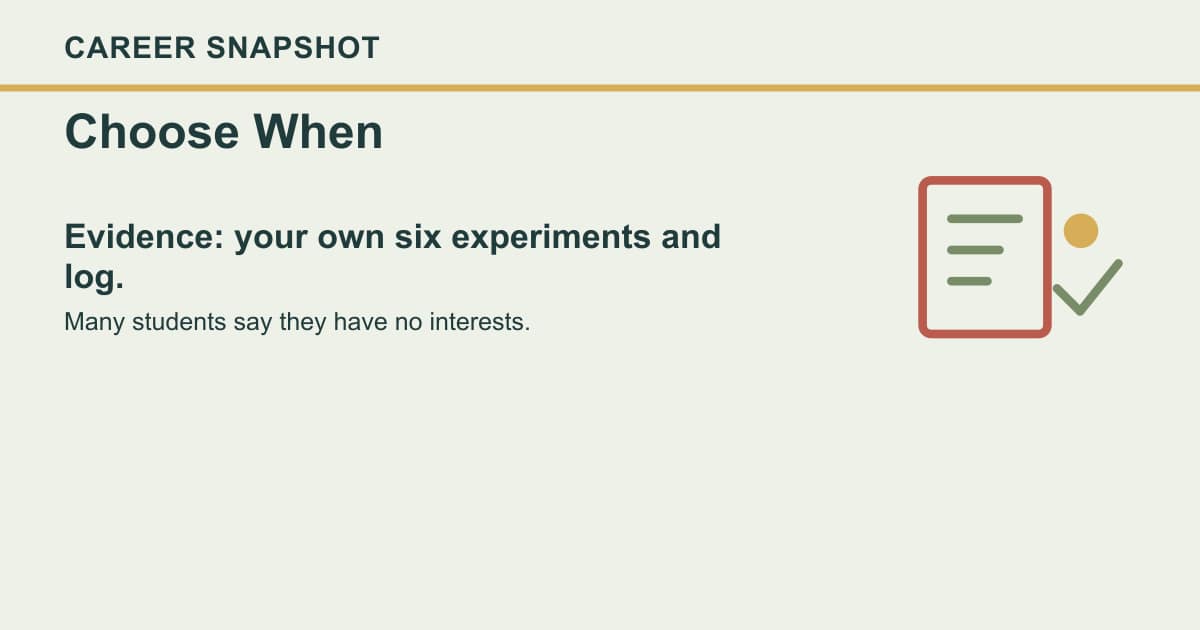 CAREER SNAPSHOT
Choose When
Evidence: your own six experiments and
log.
Many students say they have no interests.